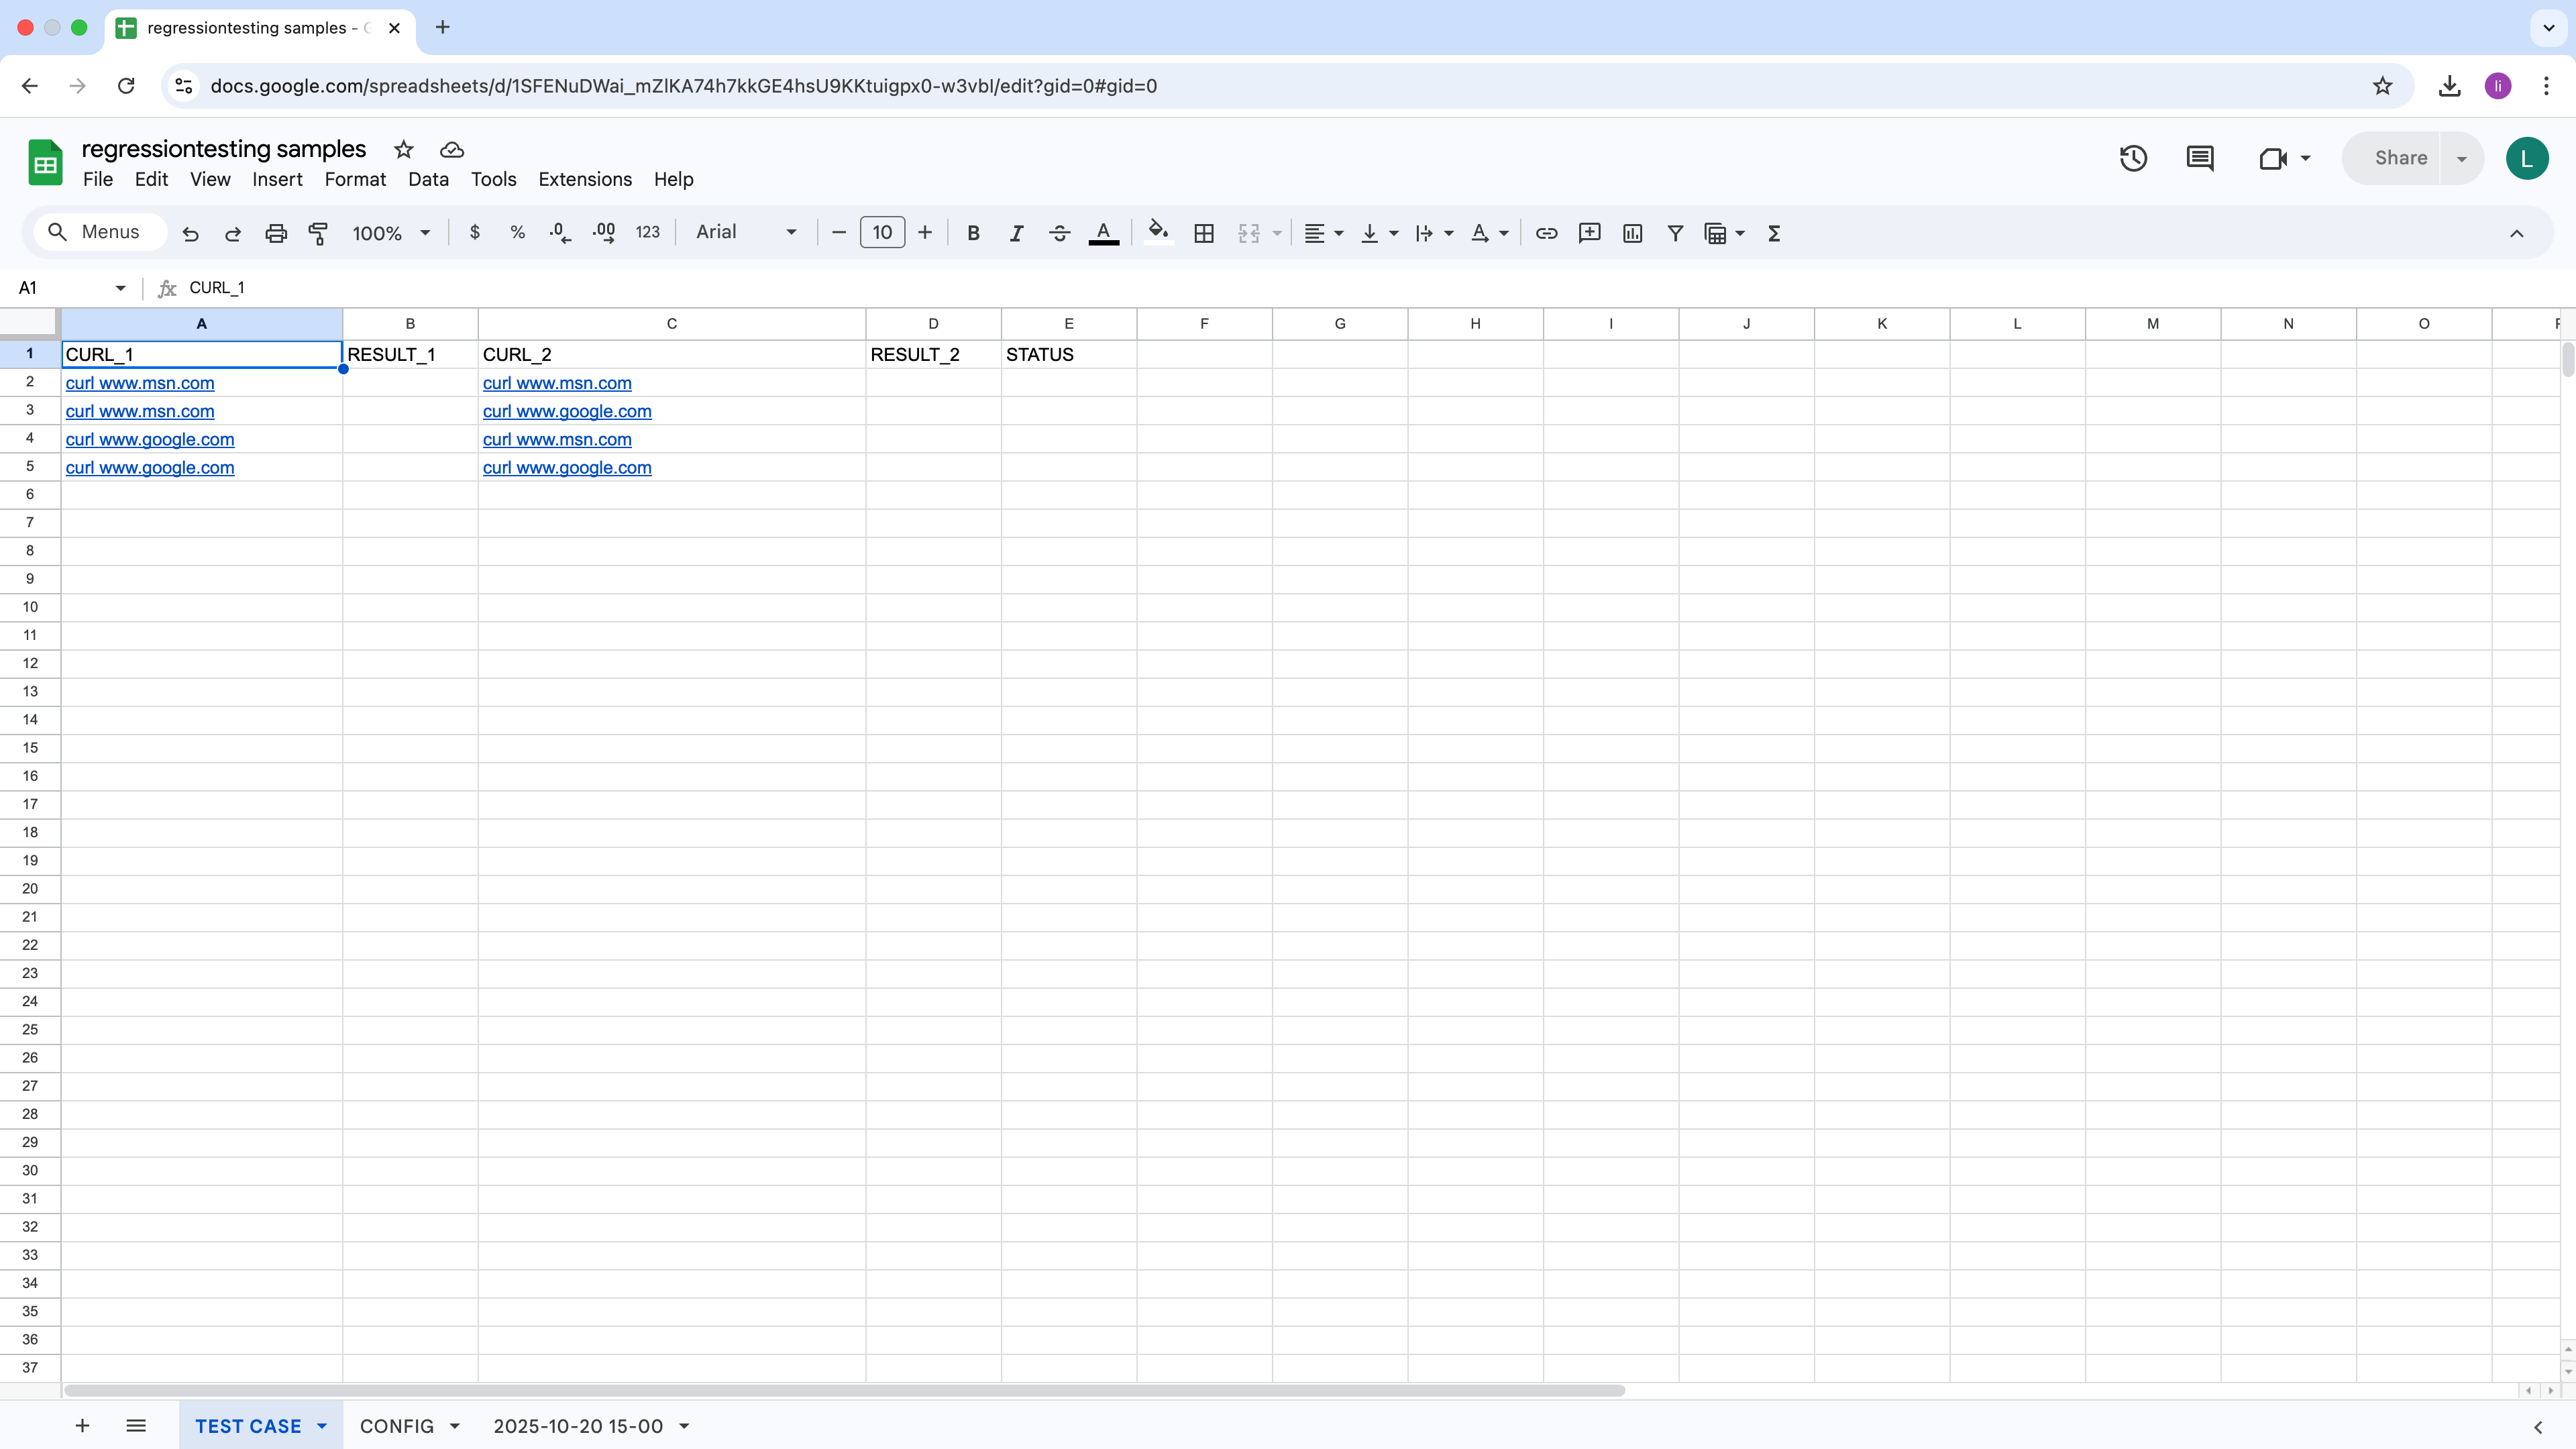 regressiontesting samples - G
docs.google.com/spreadsheets/d/1SFENuDWai_mZlKA74h7kkGE4hsU9KKtuigpx0-w3vbI/edit?gid=0#gid=0
li
regressiontesting samples
File Edit View Insert Format Data Tools Extensions Help
Share
L
Menus 100% $ % .0 .00 123 Arial 10 B I A
A1 CURL_1
A B C D E F G H I J K L M N O
1 CURL_1 RESULT_1 CURL_2 RESULT_2 STATUS
2 curl www.msn.com curl www.msn.com
3 curl www.msn.com curl www.google.com
4 curl www.google.com curl www.msn.com
5 curl www.google.com curl www.google.com
6
7
8
9
10
11
12
13
14
15
16
17
18
19
20
21
22
23
24
25
26
27
28
29
30
31
32
33
34
35
36
37
TEST CASE CONFIG 2025-10-20 15-00